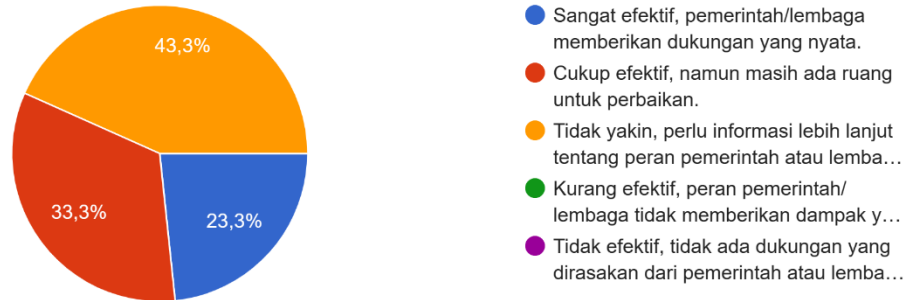 43,3%
33,3%
23,3%
Sangat efektif, pemerintah/lembaga
memberikan dukungan yang nyata.
Cukup efektif, namun masih ada ruang
untuk perbaikan.
Tidak yakin, perlu informasi lebih lanjut
tentang peran pemerintah atau lemba…
Kurang efektif, peran pemerintah/
lembaga tidak memberikan dampak y…
Tidak efektif, tidak ada dukungan yang
dirasakan dari pemerintah atau lemba…